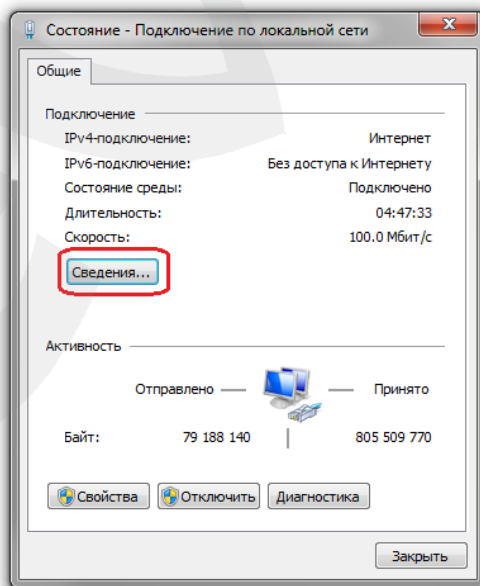 Состояние - Подключение по локальной сети
Общие
Подключение
IPv4-подключение: Интернет
IPv6-подключение: Без доступа к Интернету
Состояние среды: Подключено
Длительность: 04:47:33
Скорость: 100.0 Мбит/с
Сведения...
Активность
Отправлено — — Принято
Байт: 79 188 140 | 805 509 770
Свойства Отключить Диагностика
Закрыть